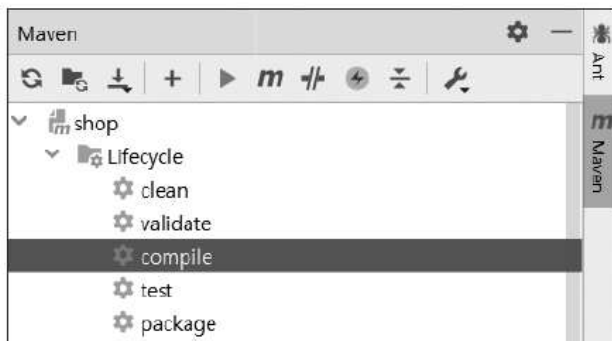 Maven
m
shop
Lifecycle
clean
validate
compile
test
package
Ant
m
Maven